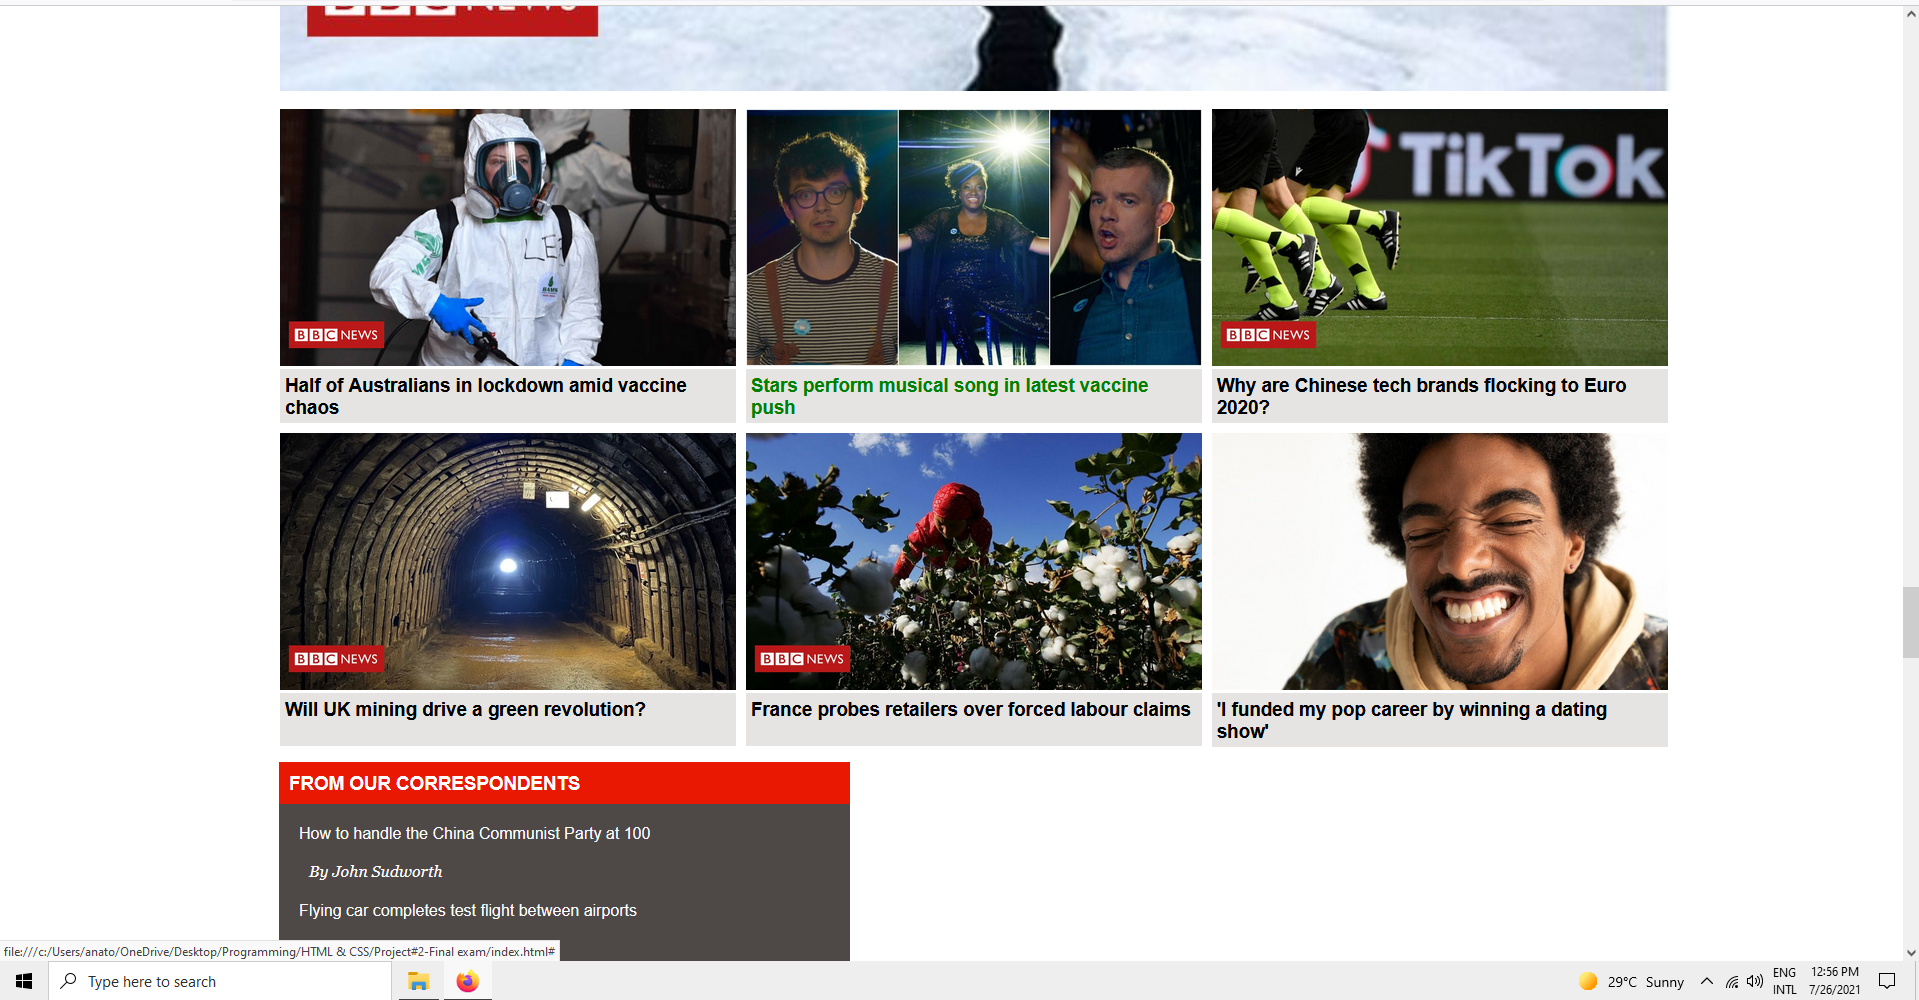 BBC NEWS
TikTok
LE
BBC NEWS
BBC NEWS
Half of Australians in lockdown amid vaccine
chaos
Stars perform musical song in latest vaccine
push
Why are Chinese tech brands flocking to Euro
2020?
BBC NEWS
BBC NEWS
Will UK mining drive a green revolution?
France probes retailers over forced labour claims
'I funded my pop career by winning a dating
show'
FROM OUR CORRESPONDENTS
How to handle the China Communist Party at 100
By John Sudworth
Flying car completes test flight between airports
file:///c:/Users/anato/OneDrive/Desktop/Programming/HTML & CSS/Project#2-Final exam/index.html#
Type here to search
29°C Sunny
ENG
INTL
12:56 PM
7/26/2021